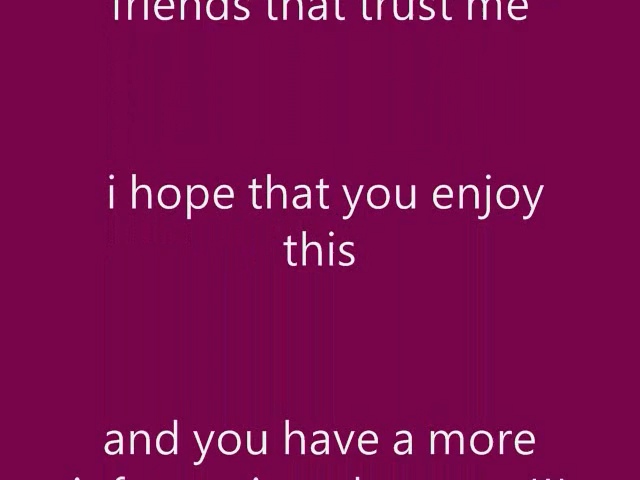 friends that trust me
i hope that you enjoy
this
and you have a more